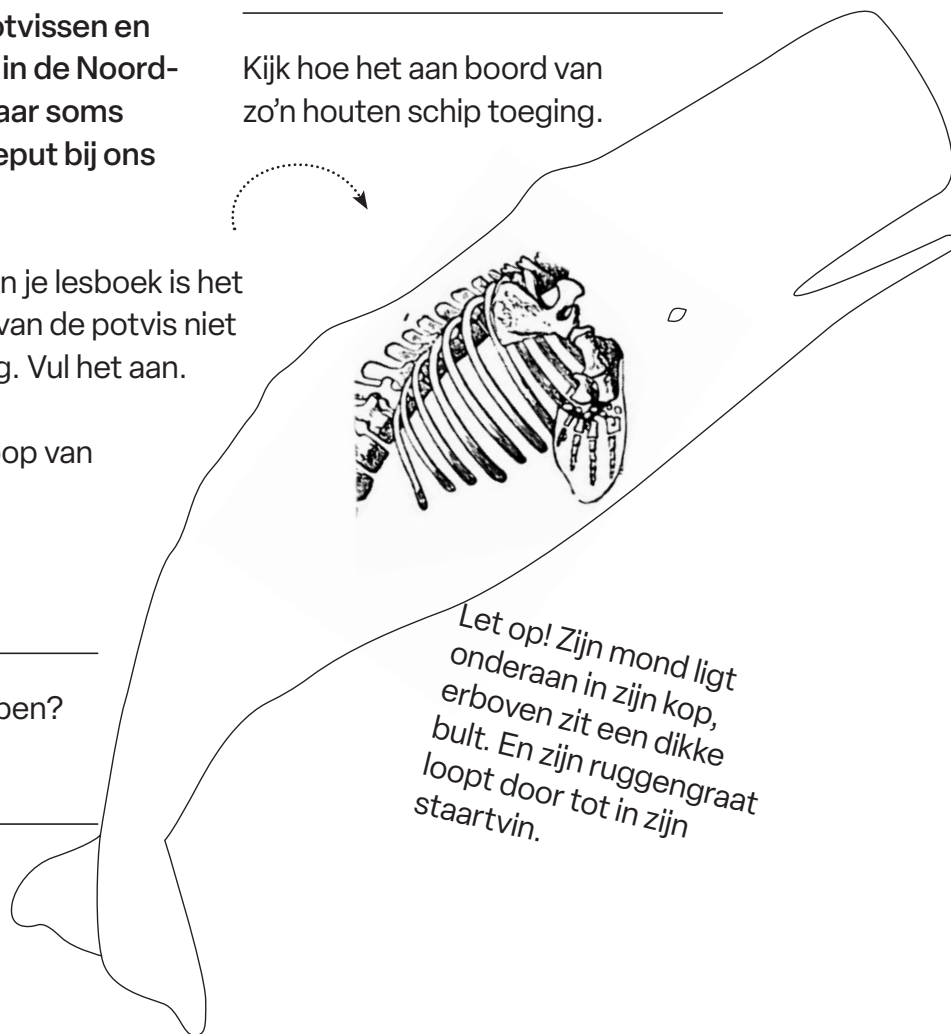 otvissen en
in de Noord-
aar soms
eput bij ons
Kijk hoe het aan boord van
zo'n houten schip toeging.
n je lesboek is het
van de potvis niet
g. Vul het aan.
op van
pen?
Let op! Zijn mond ligt
onderaan in zijn kop,
erboven zit een dikke
bult. En zijn ruggengraat
loopt door tot in zijn
staartvin.